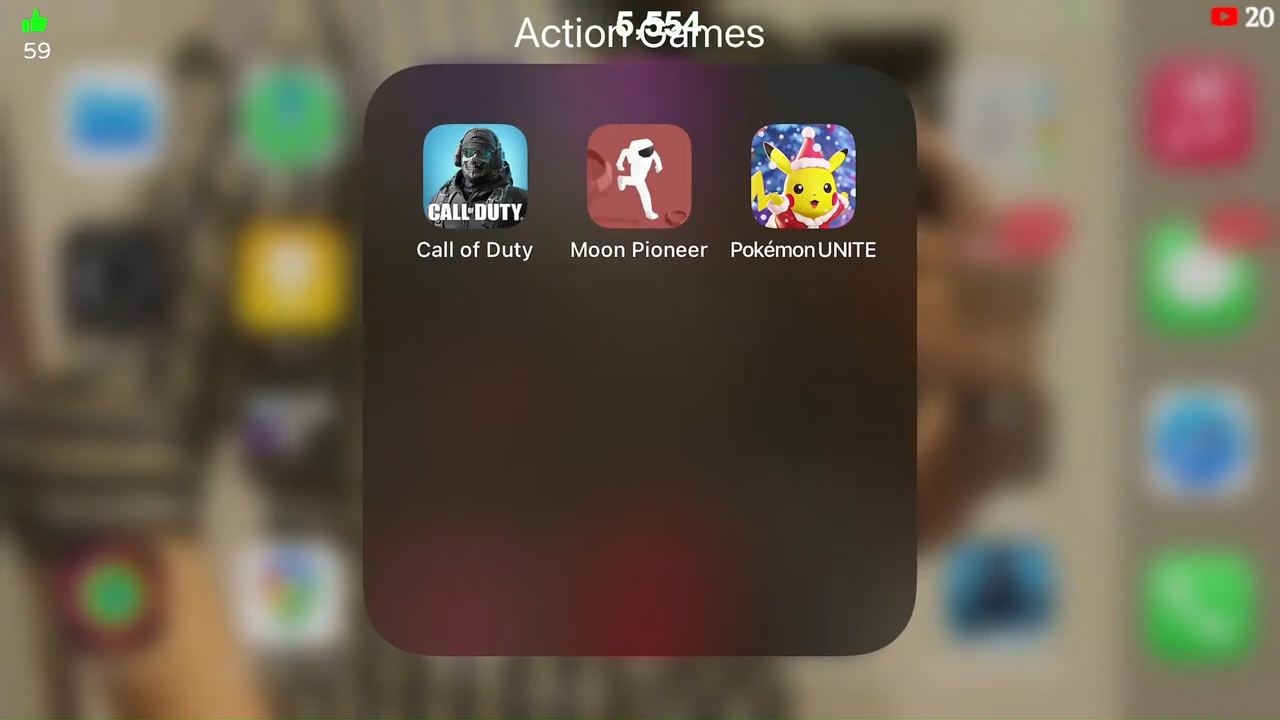 59
5,554
20
Action Games
CALL OF DUTY
Call of Duty
Moon Pioneer
Pokémon UNITE